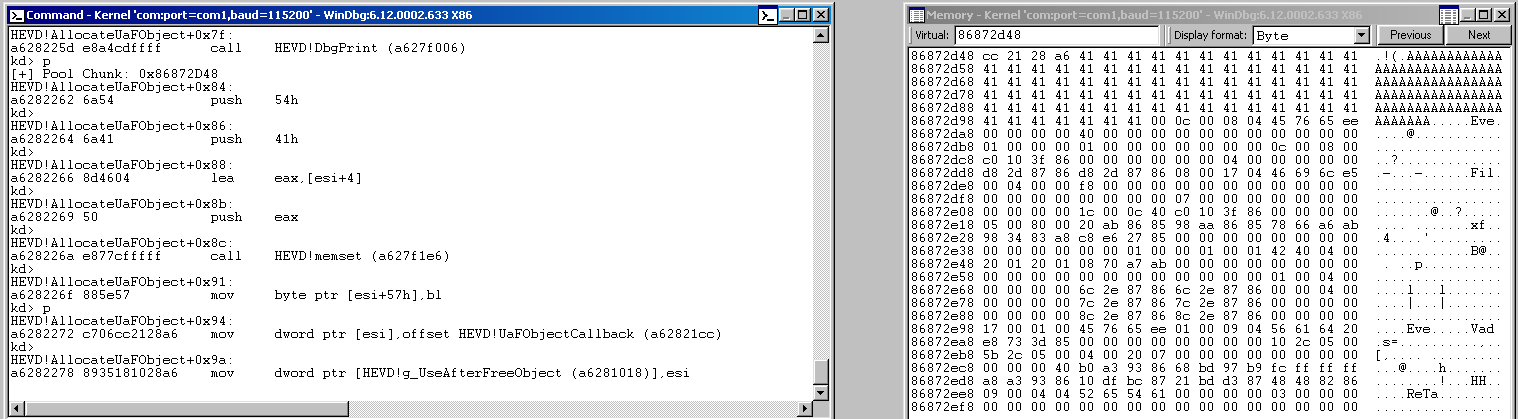 Command - Kernel 'com:port=com1,baud=115200' - WinDbg:6.12.0002.633 X86
HEVD!AllocateUaFObject+0x7f:
a628225d e8a4cdffff call HEVD!DbgPrint (a627f006)
kd> p
[+] Pool Chunk: 0x86872D48
HEVD!AllocateUaFObject+0x84:
a6282262 6a54 push 54h
kd>
HEVD!AllocateUaFObject+0x86:
a6282264 6a41 push 41h
kd>
HEVD!AllocateUaFObject+0x88:
a6282266 8d4604 lea eax,[esi+4]
kd>
HEVD!AllocateUaFObject+0x8b:
a6282269 50 push eax
kd>
HEVD!AllocateUaFObject+0x8c:
a628226a e877cfffff call HEVD!memset (a627f1e6)
kd>
HEVD!AllocateUaFObject+0x91:
a628226f 885e57 mov byte ptr [esi+57h],bl
kd> p
HEVD!AllocateUaFObject+0x94:
a6282272 c706cc2128a6 mov dword ptr [esi],offset HEVD!UaFObjectCallback (a62821cc)
kd>
HEVD!AllocateUaFObject+0x9a:
a6282278 8935181028a6 mov dword ptr [HEVD!g_UseAfterFreeObject (a6281018)],esi
Memory - Kernel 'com:port=com1,baud=115200' - WinDbg:6.12.0002.633 X86
Virtual: 86872d48 Display format: Byte Previous Next
86872d48 cc 21 28 a6 41 41 41 41 41 41 41 41 41 41 41 41 .!(.AAAAAAAAAAAA
86872d58 41 41 41 41 41 41 41 41 41 41 41 41 41 41 41 41 AAAAAAAAAAAAAAAA
86872d68 41 41 41 41 41 41 41 41 41 41 41 41 41 41 41 41 AAAAAAAAAAAAAAAA
86872d78 41 41 41 41 41 41 41 41 41 41 41 41 41 41 41 41 AAAAAAAAAAAAAAAA
86872d88 41 41 41 41 41 41 41 41 41 41 41 41 41 41 41 41 AAAAAAAAAAAAAAAA
86872d98 41 41 41 41 41 41 41 00 0c 00 08 04 45 76 65 ee AAAAAAA.....Eve.
86872da8 00 00 00 00 40 00 00 00 00 00 00 00 00 00 00 00 ....@...........
86872db8 01 00 00 00 01 00 00 00 00 00 00 00 0c 00 08 00 ................
86872dc8 c0 10 3f 86 00 00 00 00 00 00 04 00 00 00 00 00 ..?.............
86872dd8 d8 2d 87 86 d8 2d 87 86 08 00 17 04 46 69 6c e5 .-...-......Fil.
86872de8 00 04 00 00 f8 00 00 00 00 00 00 00 00 00 00 00 ................
86872df8 00 00 00 00 00 00 00 00 07 00 00 00 00 00 00 00 ................
86872e08 00 00 00 00 1c 00 0c 40 c0 10 3f 86 00 00 00 00 .......@..?.....
86872e18 05 00 80 00 20 ab 86 85 98 aa 86 85 78 66 a6 ab .... .......xf..
86872e28 98 34 83 a8 c8 e6 27 85 00 00 00 00 00 00 00 00 .4....'.........
86872e38 00 00 00 00 00 00 01 00 00 01 00 01 42 40 04 00 ............B@..
86872e48 20 01 20 01 08 70 a7 ab 00 00 00 00 00 00 00 00 . ..p..........
86872e58 00 00 00 00 00 00 00 00 00 00 00 00 01 00 04 00 ................
86872e68 00 00 00 00 6c 2e 87 86 6c 2e 87 86 00 00 04 00 ....l...l.......
86872e78 00 00 00 00 7c 2e 87 86 7c 2e 87 86 00 00 00 00 ....|...|.......
86872e88 00 00 00 00 8c 2e 87 86 8c 2e 87 86 00 00 00 00 ................
86872e98 17 00 01 00 45 76 65 ee 01 00 09 04 56 61 64 20 ....Eve.....Vad
86872ea8 e8 73 3d 85 00 00 00 00 00 00 00 00 10 2c 05 00 .s=..........,..
86872eb8 5b 2c 05 00 04 00 20 07 00 00 00 00 00 00 00 00 [,.... .........
86872ec8 00 00 00 40 b0 a3 93 86 68 bd 97 b9 fc ff ff ff ...@....h.......
86872ed8 a8 a3 93 86 10 df bc 87 21 bd d3 87 48 48 82 86 ........!...HH..
86872ee8 09 00 04 04 52 65 54 61 00 00 00 00 03 00 00 00 ....ReTa........
86872ef8 00 00 00 00 00 00 00 00 00 00 00 00 00 00 00 00 ................